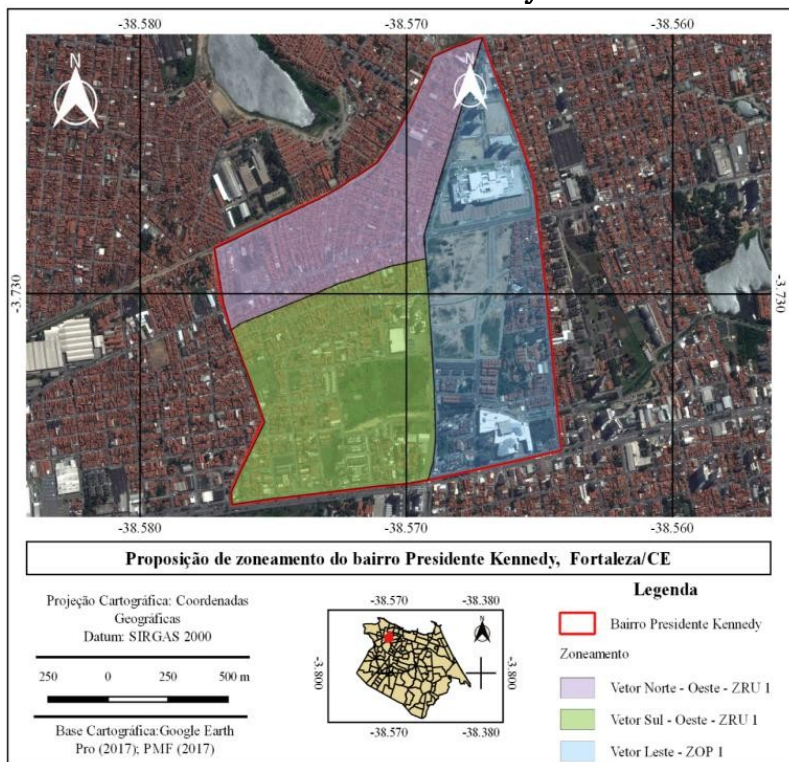 -38.580
-38.570
-38.560
N
N
-3.730
-3.730
-38.580
-38.570
-38.560
Proposição de zoneamento do bairro Presidente Kennedy, Fortaleza/CE
Projeção Cartográfica: Coordenadas
Geográficas
Datum: SIRGAS 2000
250 0 250 500 m
Base Cartográfica:Google Earth
Pro (2017); PMF (2017)
-38.570 -38.380
N
-3.800
-3.800
-38.570 -38.380
Legenda
Bairro Presidente Kennedy
Zoneamento
Vetor Norte - Oeste - ZRU 1
Vetor Sul - Oeste - ZRU 1
Vetor Leste - ZOP 1